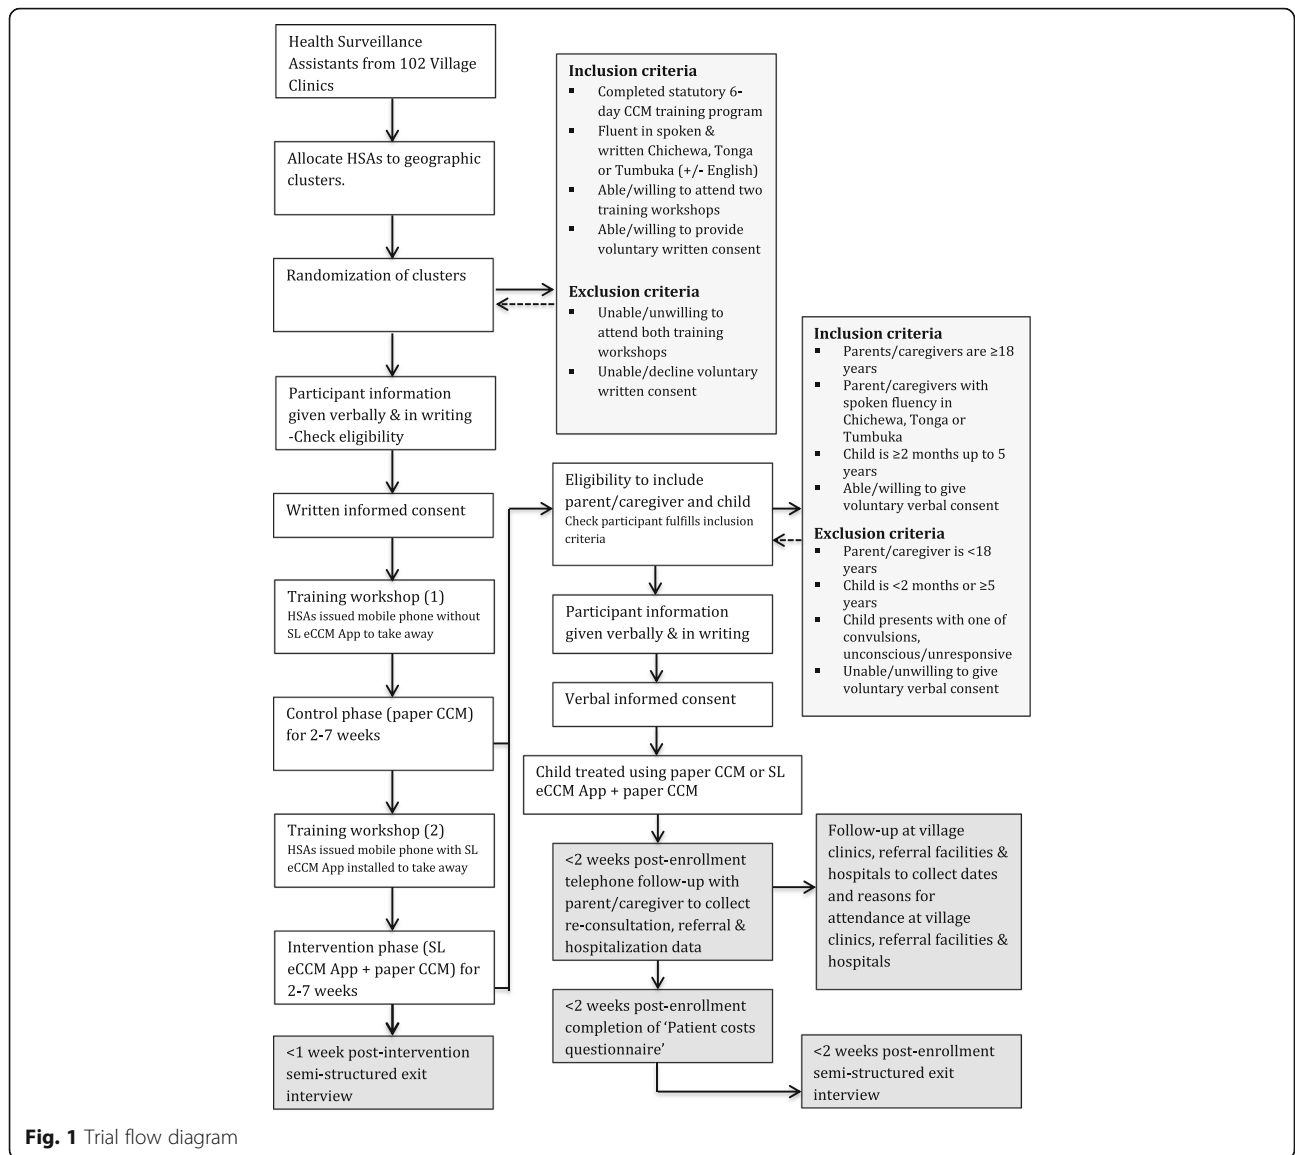 Health Surveillance
Assistants from 102 Village
Clinics
Allocate HSAs to geographic
clusters.
Randomization of clusters
Participant information
given verbally & in writing
-Check eligibility
Written informed consent
Training workshop (1)
HSAs issued mobile phone without
SL eCCM App to take away
Control phase (paper CCM)
for 2-7 weeks
Training workshop (2)
HSAs issued mobile phone with SL
eCCM App installed to take away
Intervention phase (SL
eCCM App + paper CCM) for
2-7 weeks
<1 week post-intervention
semi-structured exit
interview
Inclusion criteria
▪ Completed statutory 6-
day CCM training program
▪ Fluent in spoken &
written Chichewa, Tonga
or Tumbuka (+/- English)
▪ Able/willing to attend two
training workshops
▪ Able/willing to provide
voluntary written consent
Exclusion criteria
▪ Unable/unwilling to
attend both training
workshops
▪ Unable/decline voluntary
written consent
Eligibility to include
parent/caregiver and child
Check participant fulfills inclusion
criteria
Participant information
given verbally & in writing
Verbal informed consent
Child treated using paper CCM or SL
eCCM App + paper CCM
<2 weeks post-enrollment
telephone follow-up with
parent/caregiver to collect
re-consultation, referral &
hospitalization data
<2 weeks post-enrollment
completion of ‘Patient costs
questionnaire’
Inclusion criteria
▪ Parents/caregivers are ≥18
years
▪ Parent/caregivers with
spoken fluency in
Chichewa, Tonga or
Tumbuka
▪ Child is ≥2 months up to 5
years
▪ Able/willing to give
voluntary verbal consent
Exclusion criteria
▪ Parent/caregiver is <18
years
▪ Child is <2 months or ≥5
years
▪ Child presents with one of
convulsions,
unconscious/unresponsive
▪ Unable/unwilling to give
voluntary verbal consent
Follow-up at village
clinics, referral facilities &
hospitals to collect dates
and reasons for
attendance at village
clinics, referral facilities &
hospitals
<2 weeks post-enrollment
semi-structured exit
interview
Fig. 1 Trial flow diagram